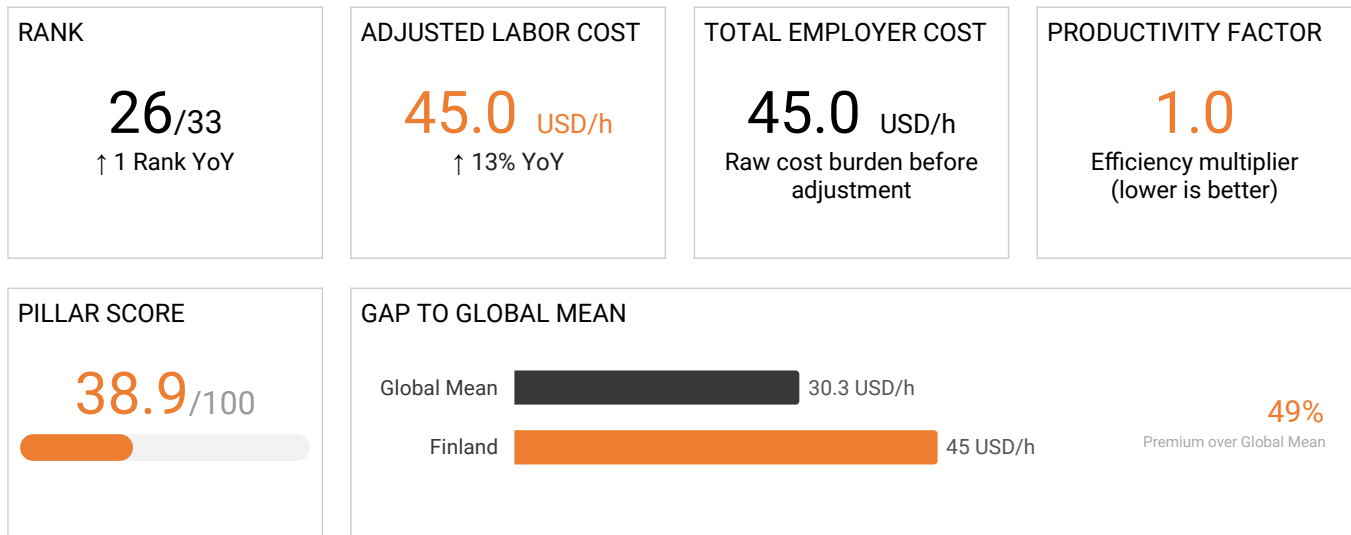 RANK
26/33
↑ 1 Rank YoY
ADJUSTED LABOR COST
45.0 USD/h
↑ 13% YoY
TOTAL EMPLOYER COST
45.0 USD/h
Raw cost burden before
adjustment
PRODUCTIVITY FACTOR
1.0
Efficiency multiplier
(lower is better)
PILLAR SCORE
38.9/100
GAP TO GLOBAL MEAN
Global Mean 30.3 USD/h
Finland 45 USD/h
49%
Premium over Global Mean